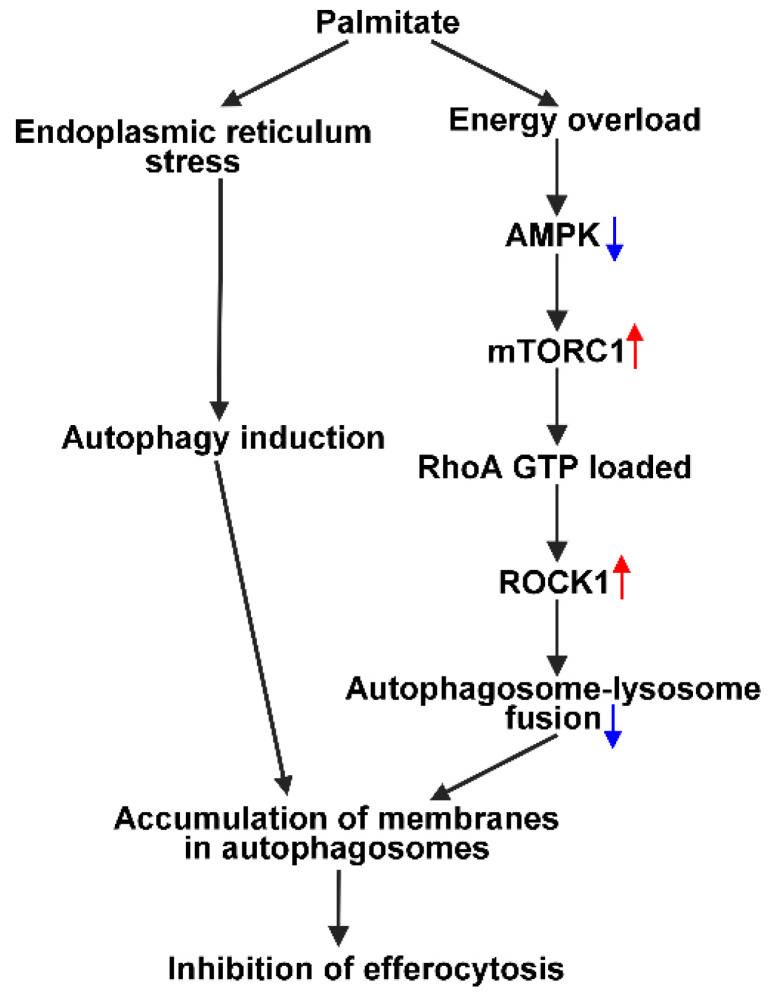 Palmitate
Endoplasmic reticulum
stress
Energy overload
AMPK
mTORC1
Autophagy induction
RhoA GTP loaded
ROCK1
Autophagosome-lysosome
fusion
Accumulation of membranes
in autophagosomes
Inhibition of efferocytosis